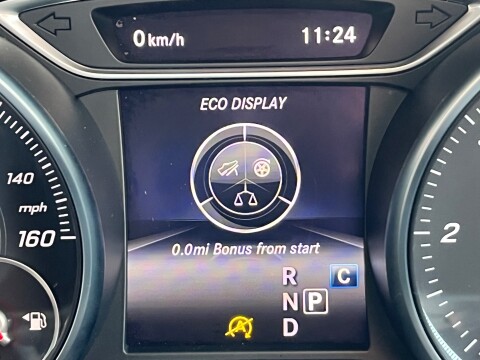 0 km/h 11:24
ECO DISPLAY
140
mph
160
2
0.0mi Bonus from start
R C
N P
A D